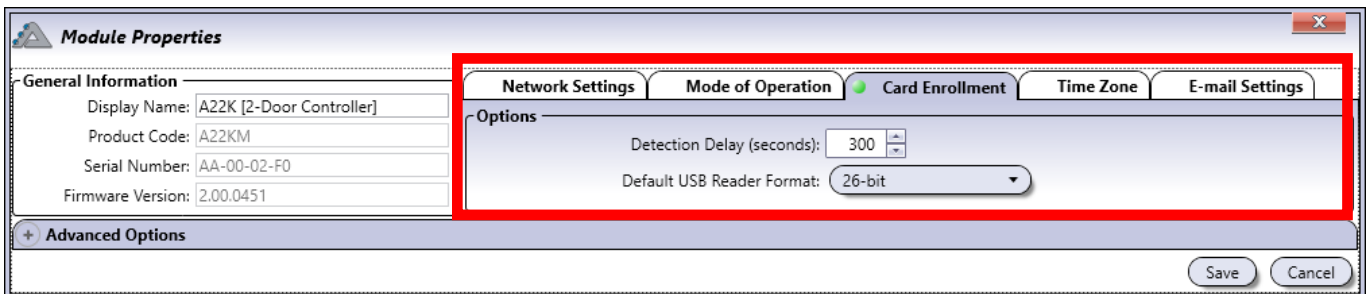 Module Properties
x
General Information
Display Name: A22K [2-Door Controller]
Product Code: A22KM
Serial Number: AA-00-02-F0
Firmware Version: 2.00.0451
Network Settings Mode of Operation Card Enrollment Time Zone E-mail Settings
Options
Detection Delay (seconds): 300
Default USB Reader Format: 26-bit
+ Advanced Options
Save Cancel